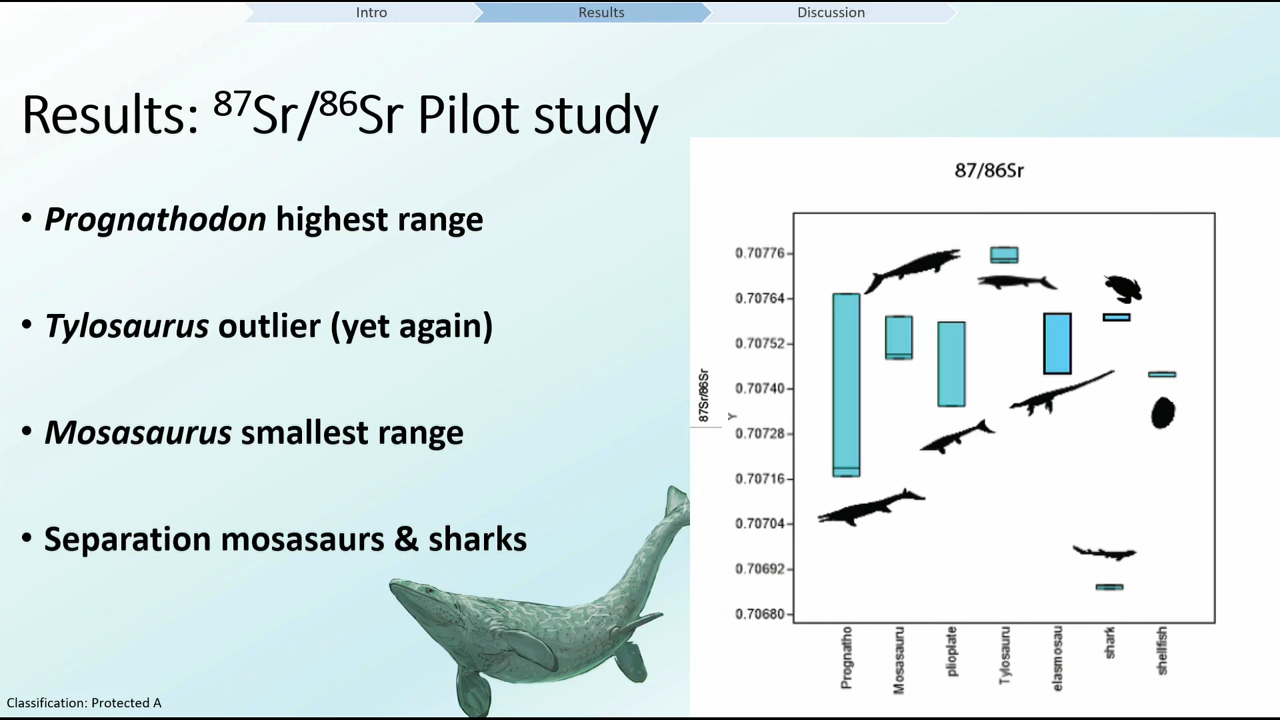 Intro
Results
Discussion
Results: ⁸⁷Sr/⁸⁶Sr Pilot study
• Prognathodon highest range
• Tylosaurus outlier (yet again)
• Mosasaurus smallest range
• Separation mosasaurs & sharks
Classification: Protected A
87/86Sr
0.70776
0.70764
0.70752
0.70740
0.70728
0.70716
0.70704
0.70692
0.70680
87Sr/86Sr
Y
Prognatho
Mosasauru
plioplate
Tylosauru
elasmosau
shark
shellfish